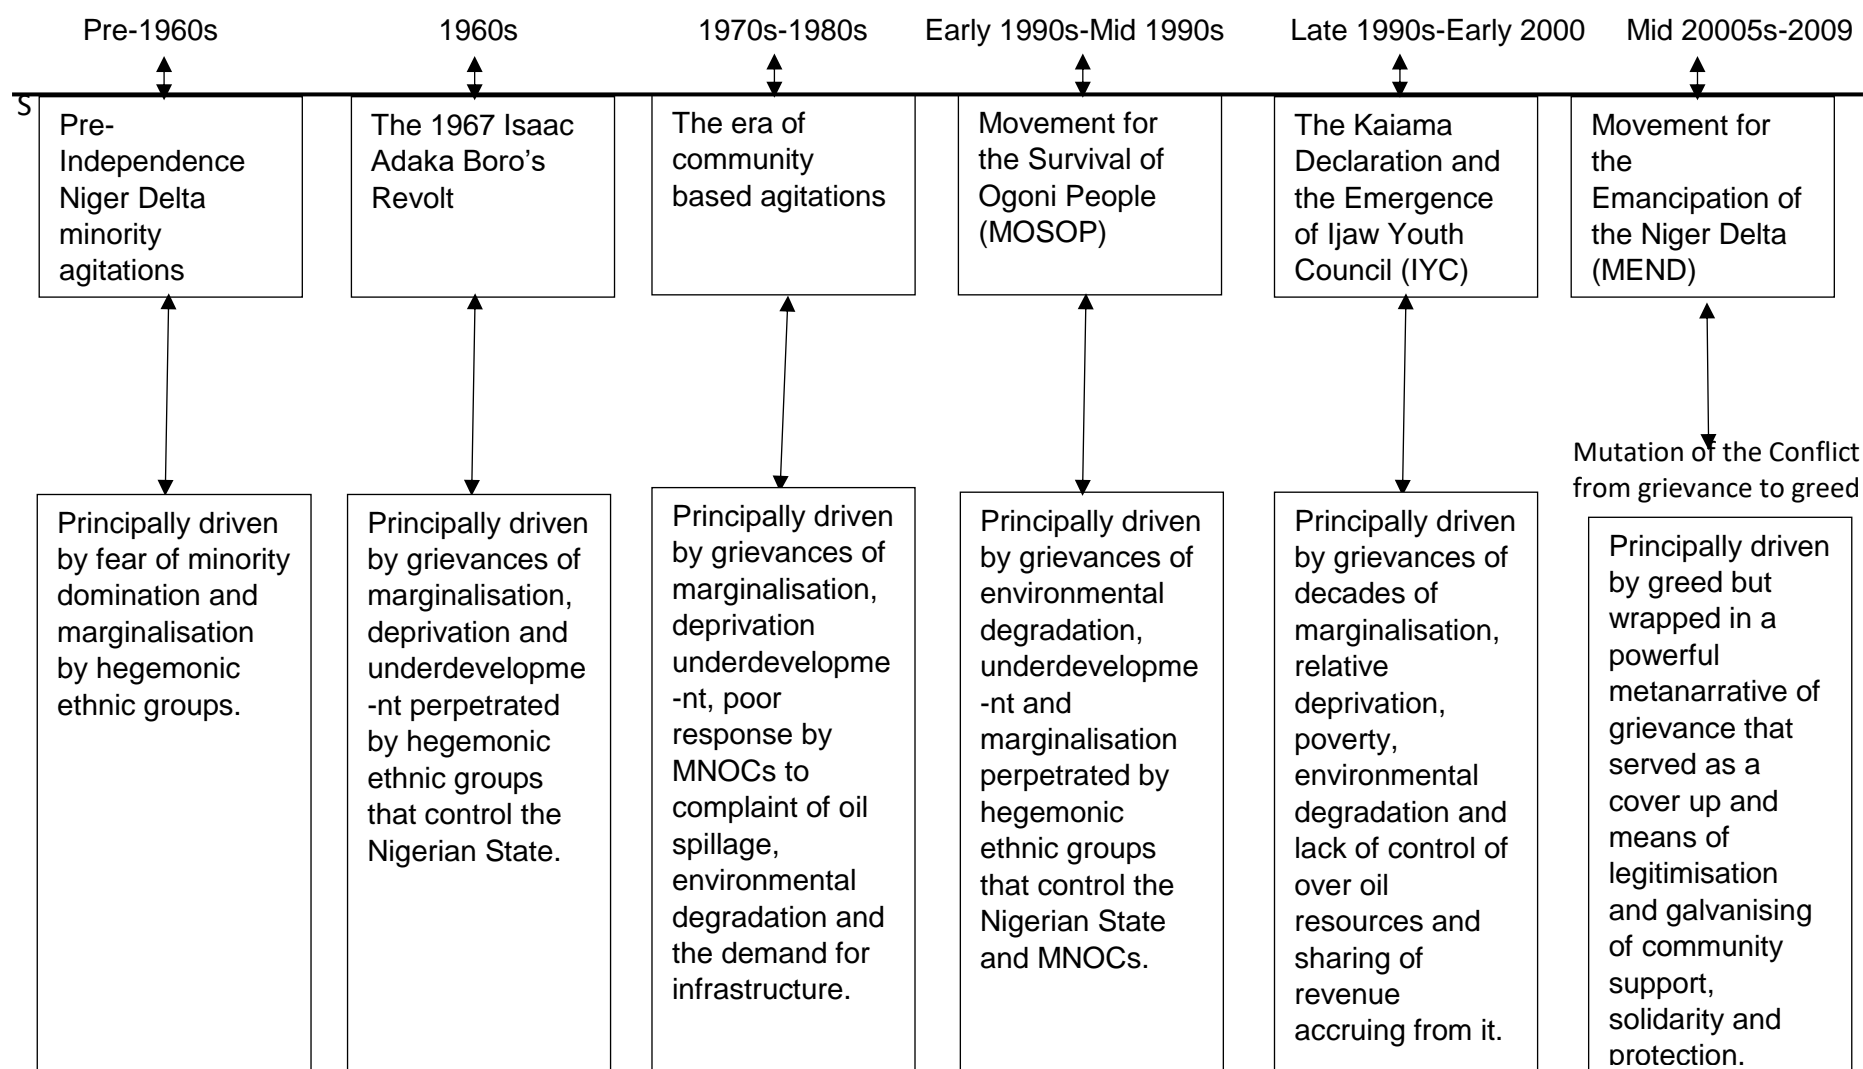 Pre-1960s
1960s
1970s-1980s
Early 1990s-Mid 1990s
Late 1990s-Early 2000
Mid 20005s-2009
S
Pre-
Independence
Niger Delta
minority
agitations
The 1967 Isaac
Adaka Boro’s
Revolt
The era of
community
based agitations
Movement for
the Survival of
Ogoni People
(MOSOP)
The Kaiama
Declaration and
the Emergence
of Ijaw Youth
Council (IYC)
Movement for
the
Emancipation of
the Niger Delta
(MEND)
Principally driven
by fear of minority
domination and
marginalisation
by hegemonic
ethnic groups.
Principally driven
by grievances of
marginalisation,
deprivation and
underdevelopme
-nt perpetrated
by hegemonic
ethnic groups
that control the
Nigerian State.
Principally driven
by grievances of
marginalisation,
deprivation
underdevelopme
-nt, poor
response by
MNOCs to
complaint of oil
spillage,
environmental
degradation and
the demand for
infrastructure.
Principally driven
by grievances of
environmental
degradation,
underdevelopme
-nt and
marginalisation
perpetrated by
hegemonic
ethnic groups
that control the
Nigerian State
and MNOCs.
Principally driven
by grievances of
decades of
marginalisation,
relative
deprivation,
poverty,
environmental
degradation and
lack of control of
over oil
resources and
sharing of
revenue
accruing from it.
Mutation of the Conflict
from grievance to greed
Principally driven
by greed but
wrapped in a
powerful
metanarrative of
grievance that
served as a
cover up and
means of
legitimisation
and galvanising
of community
support,
solidarity and
protection.